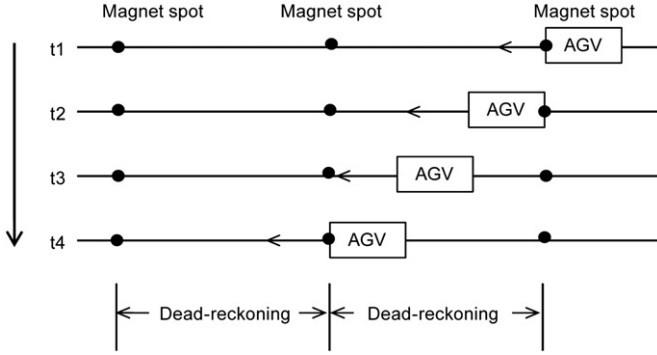 Magnet spot Magnet spot Magnet spot
t1 AGV
t2 AGV
t3 AGV
t4 AGV
Dead-reckoning Dead-reckoning